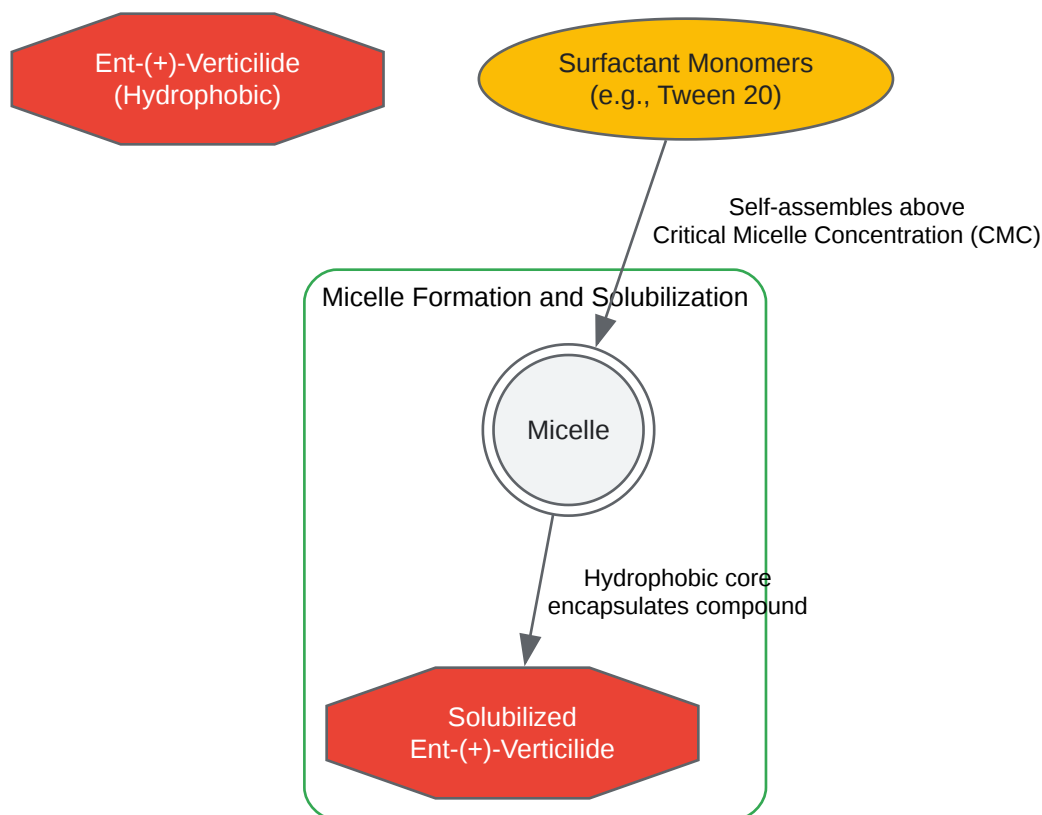 Ent-(+)-Verticilide
(Hydrophobic)
Surfactant Monomers
(e.g., Tween 20)
Self-assembles above
Critical Micelle Concentration (CMC)
Micelle Formation and Solubilization
Micelle
Hydrophobic core
encapsulates compound
Solubilized
Ent-(+)-Verticilide